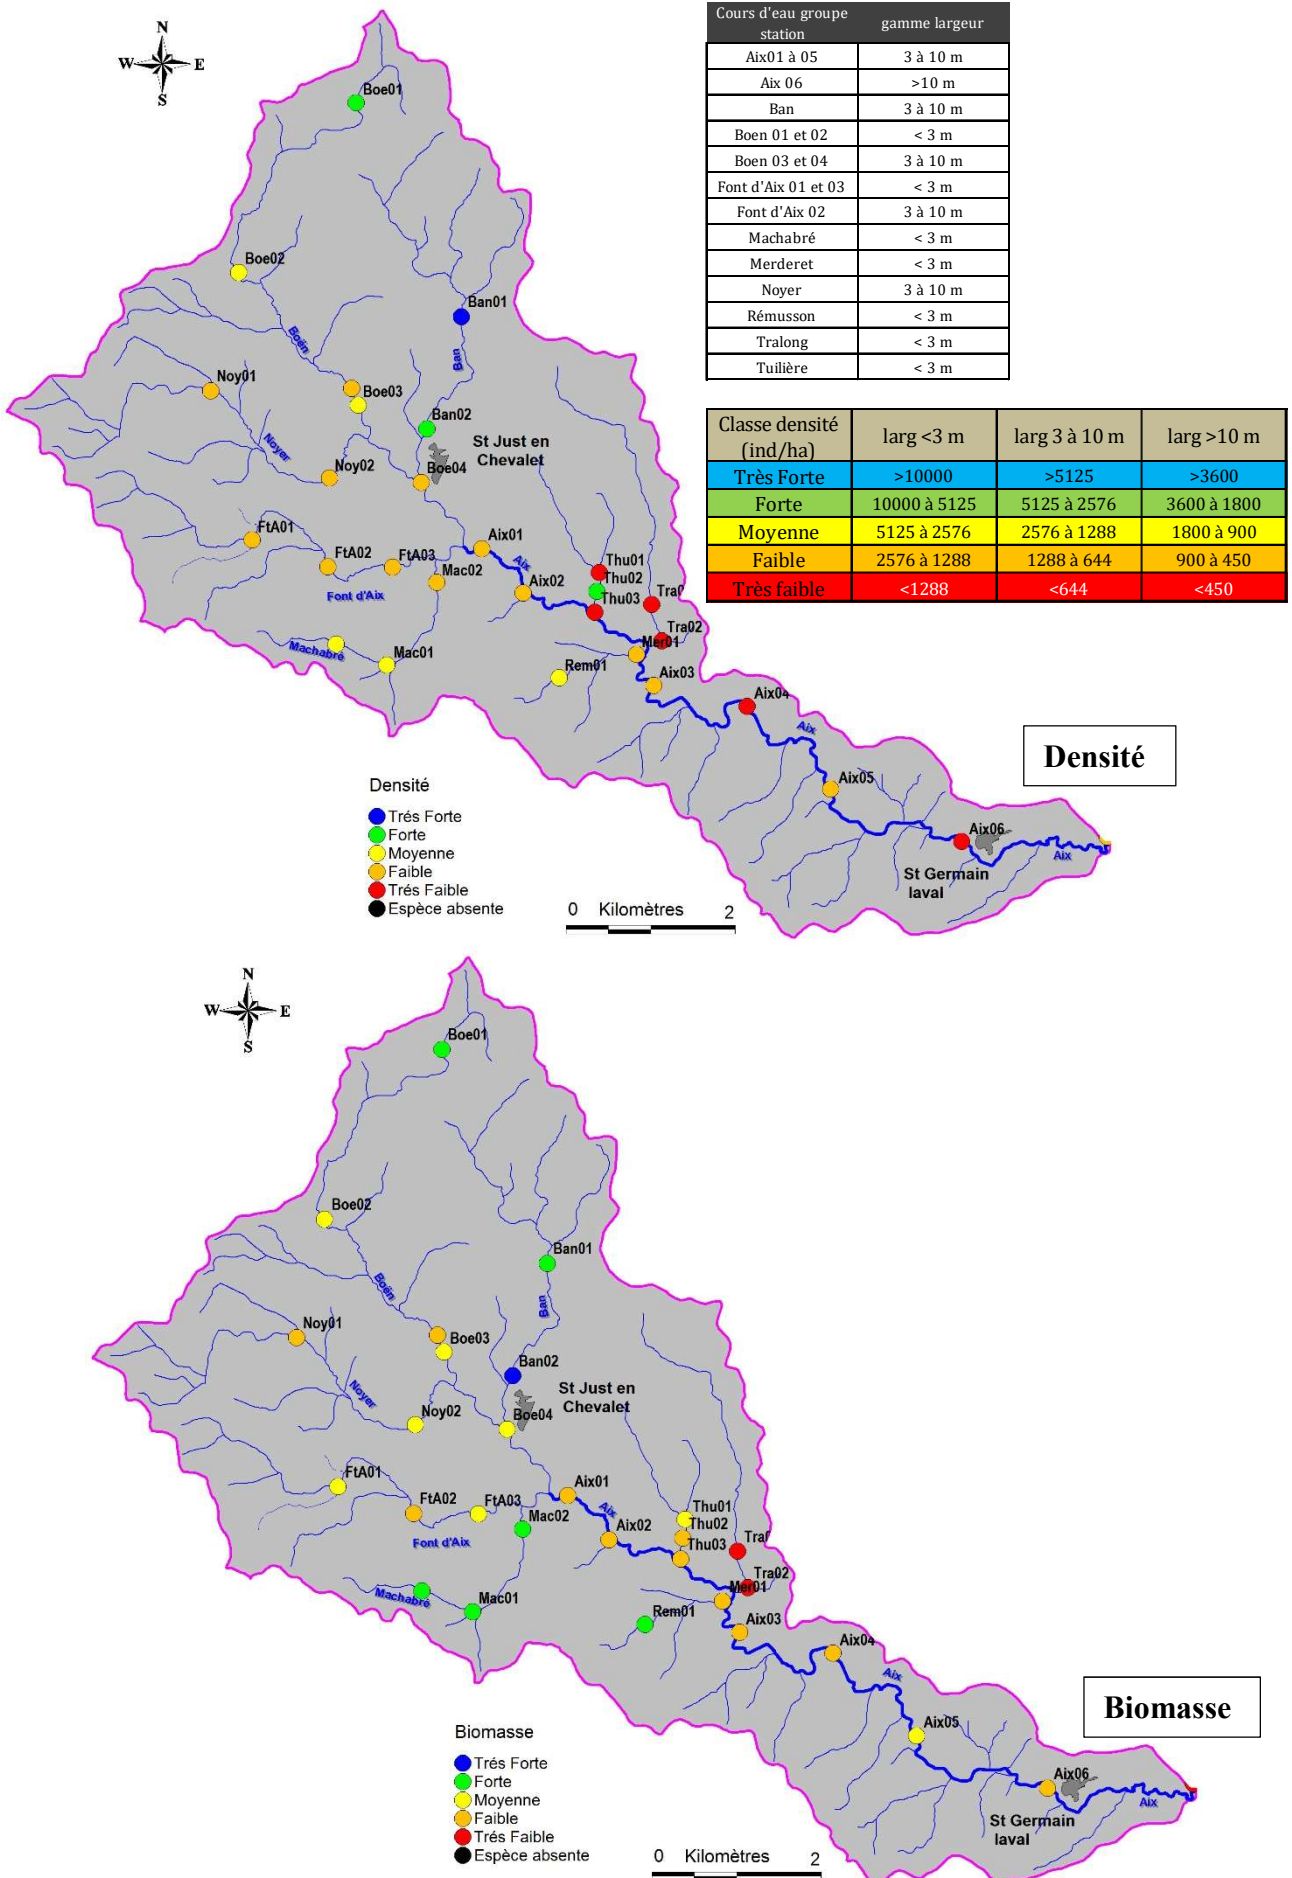 Cours d'eau groupe station gamme largeur
Aix01 à 05 3 à 10 m
Aix 06 >10 m
Ban 3 à 10 m
Boen 01 et 02 < 3 m
Boen 03 et 04 3 à 10 m
Font d'Aix 01 et 03 < 3 m
Font d'Aix 02 3 à 10 m
Machabré < 3 m
Merderet < 3 m
Noyer 3 à 10 m
Rémusson < 3 m
Tralong < 3 m
Tuilière < 3 m
Classe densité (ind/ha) larg <3 m larg 3 à 10 m larg >10 m
Très Forte >10000 >5125 >3600
Forte 10000 à 5125 5125 à 2576 3600 à 1800
Moyenne 5125 à 2576 2576 à 1288 1800 à 900
Faible 2576 à 1288 1288 à 644 900 à 450
Très faible <1288 <644 <450
N
W E
S
Boe01
Boe02
Ban01
Boën
Ban
Noy01
Boe03
Ban02
St Just en
Chevalet
Noyer
Noy02
Boe04
FtA01
Aix01
FtA02
FtA03
Aix
Thu01
Mac02
Aix02
Thu02
Font d'Aix
Thu03
Tra0
Tra02
Machabré
Mac01
Mer01
Rem01
Aix03
Aix04
Aix
Densité
Aix05
Aix06
Aix
St Germain
laval
Densité
Trés Forte
Forte
Moyenne
Faible
Trés Faible
Espèce absente
0 Kilomètres 2
N
W E
S
Boe01
Boe02
Ban01
Boën
Ban
Noy01
Boe03
Ban02
St Just en
Chevalet
Noyer
Noy02
Boe04
FtA01
Aix01
FtA02
FtA03
Aix
Thu01
Mac02
Aix02
Thu02
Font d'Aix
Thu03
Tra0
Tra02
Machabré
Mac01
Mer01
Rem01
Aix03
Aix04
Aix
Biomasse
Aix05
Aix06
Aix
St Germain
laval
Biomasse
Trés Forte
Forte
Moyenne
Faible
Trés Faible
Espèce absente
0 Kilomètres 2